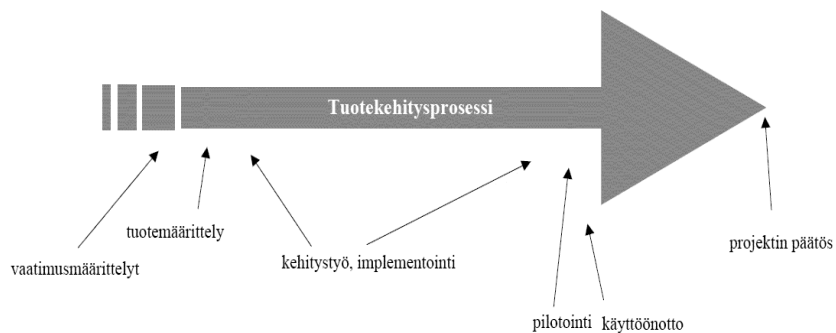 Tuotekehitysprosessi
tuotemäärittely
vaatimusmäärittelyt
kehitystyö, implementointi
projektin päätös
pilotointi
käyttöönotto